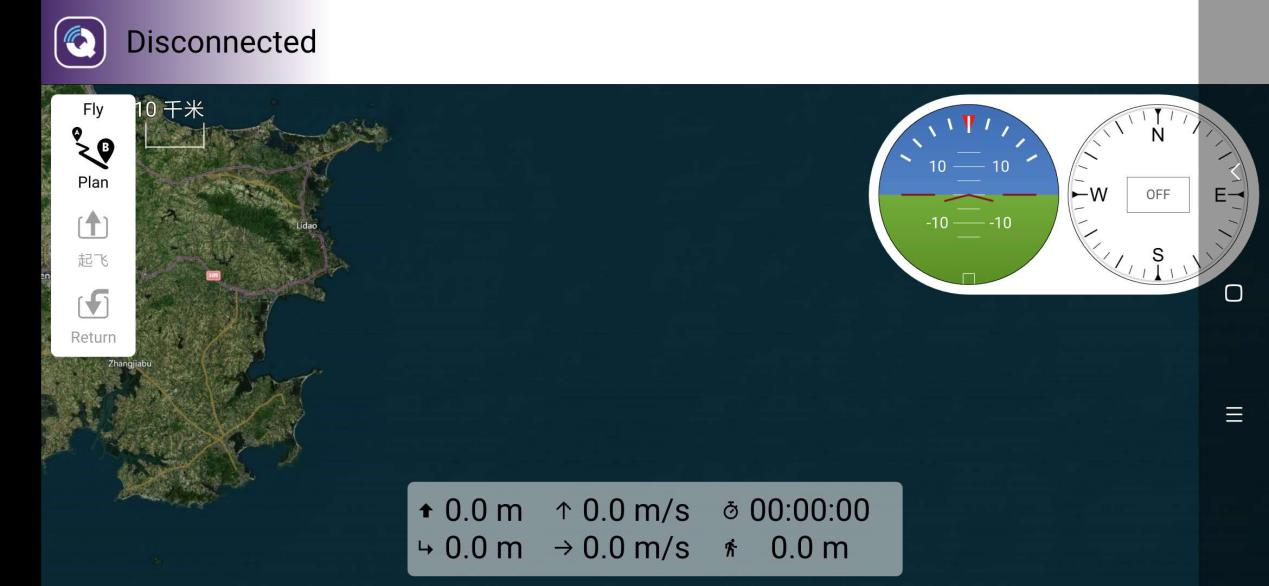 Disconnected
Fly
10 千米
Plan
起飞
Return
Lidao
Zhangjiabu
10 10
-10 -10
N
W OFF E
S
0.0 m 0.0 m/s 00:00:00
0.0 m 0.0 m/s 0.0 m